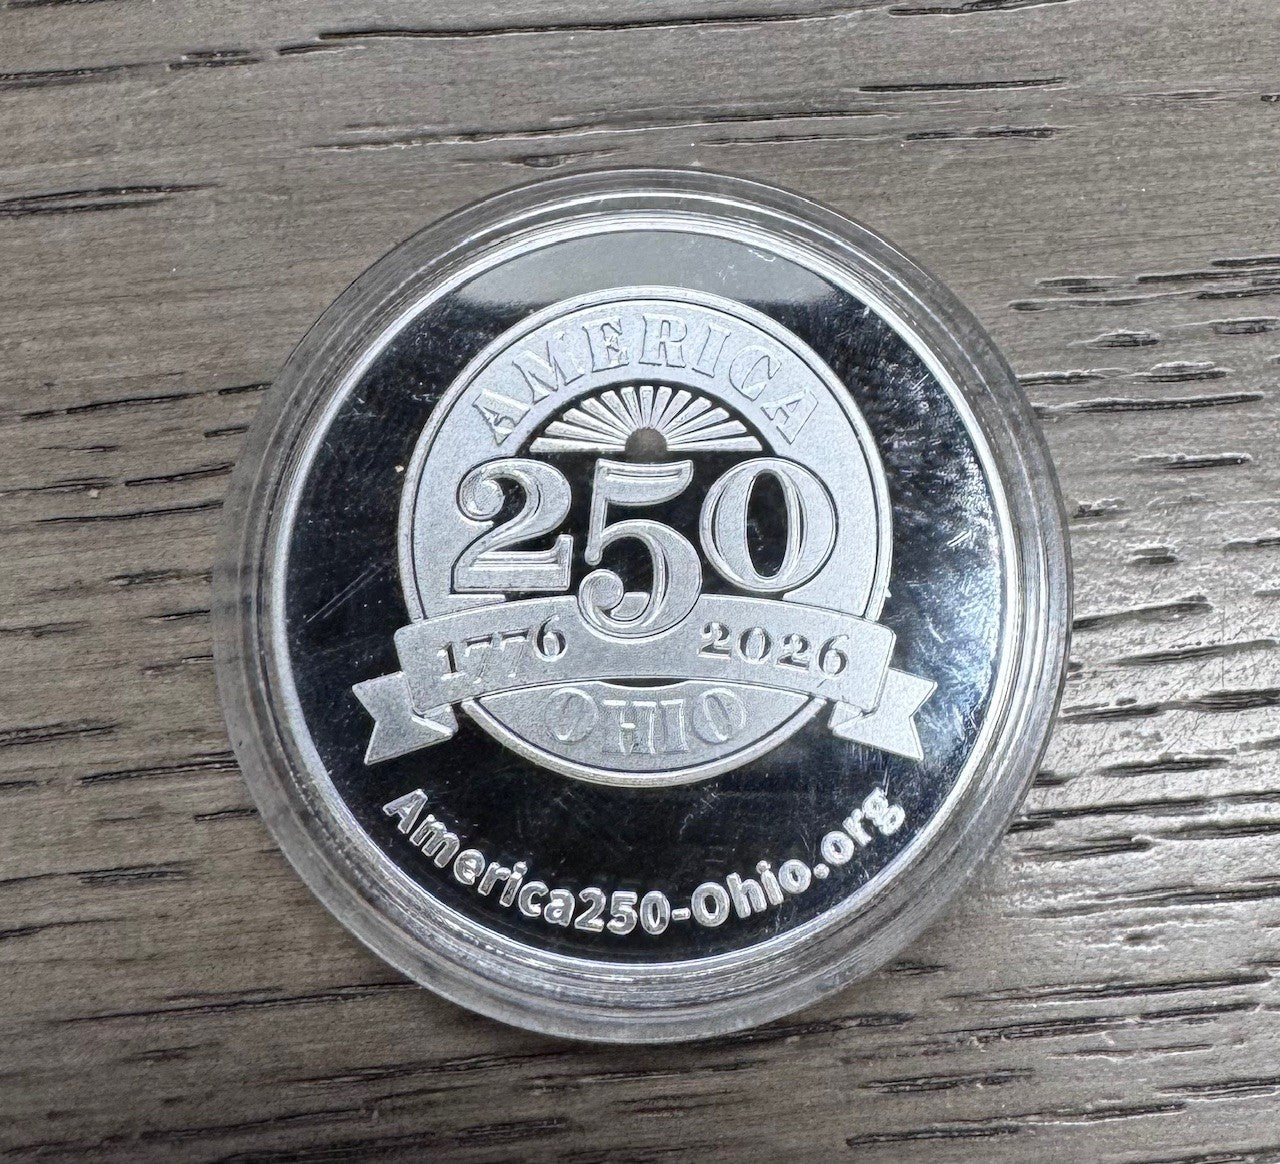 AMERICA
250
1776 2026
OHIO
America250-Ohio.org